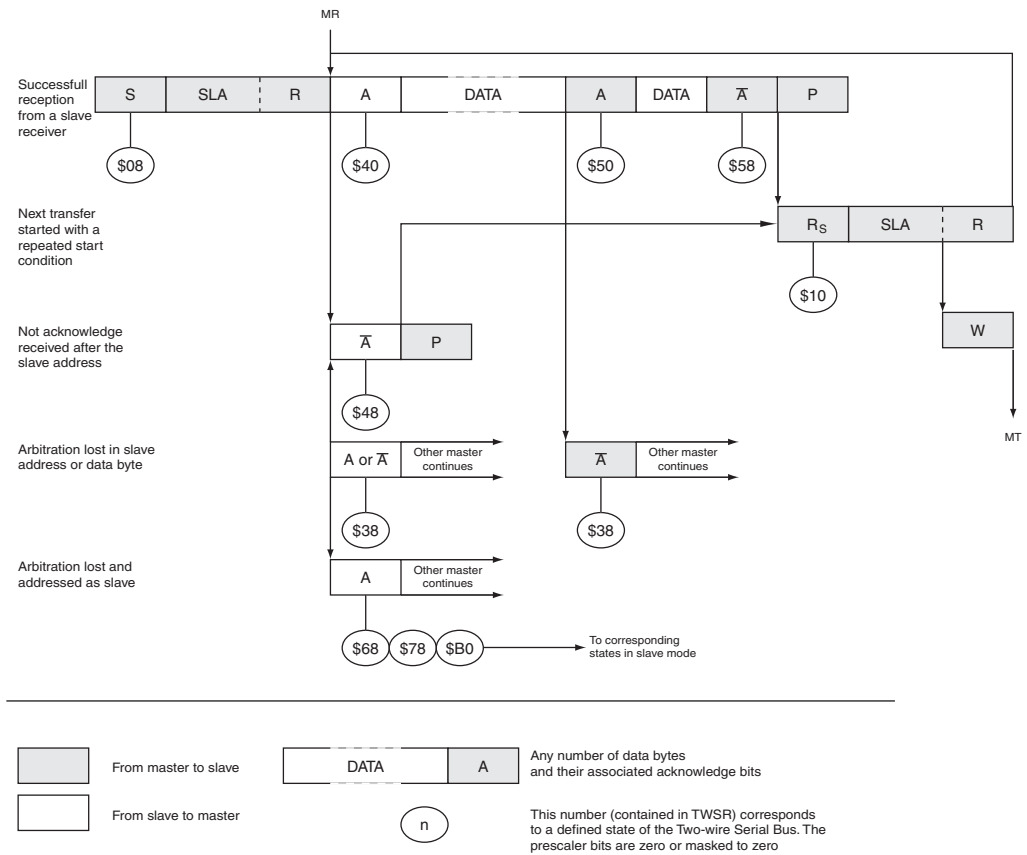 MR
Successfull
reception
from a slave
receiver
S SLA R A DATA A DATA A̅ P
$08 $40 $50 $58
Next transfer
started with a
repeated start
condition
RS SLA R
$10
Not acknowledge
received after the
slave address
A̅ P
W
$48
MT
Arbitration lost in slave
address or data byte
A or A̅
Other master
continues
A̅
Other master
continues
$38 $38
Arbitration lost and
addressed as slave
A
Other master
continues
$68 $78 $B0
To corresponding
states in slave mode
From master to slave
DATA A
Any number of data bytes
and their associated acknowledge bits
From slave to master
n
This number (contained in TWSR) corresponds
to a defined state of the Two-wire Serial Bus. The
prescaler bits are zero or masked to zero